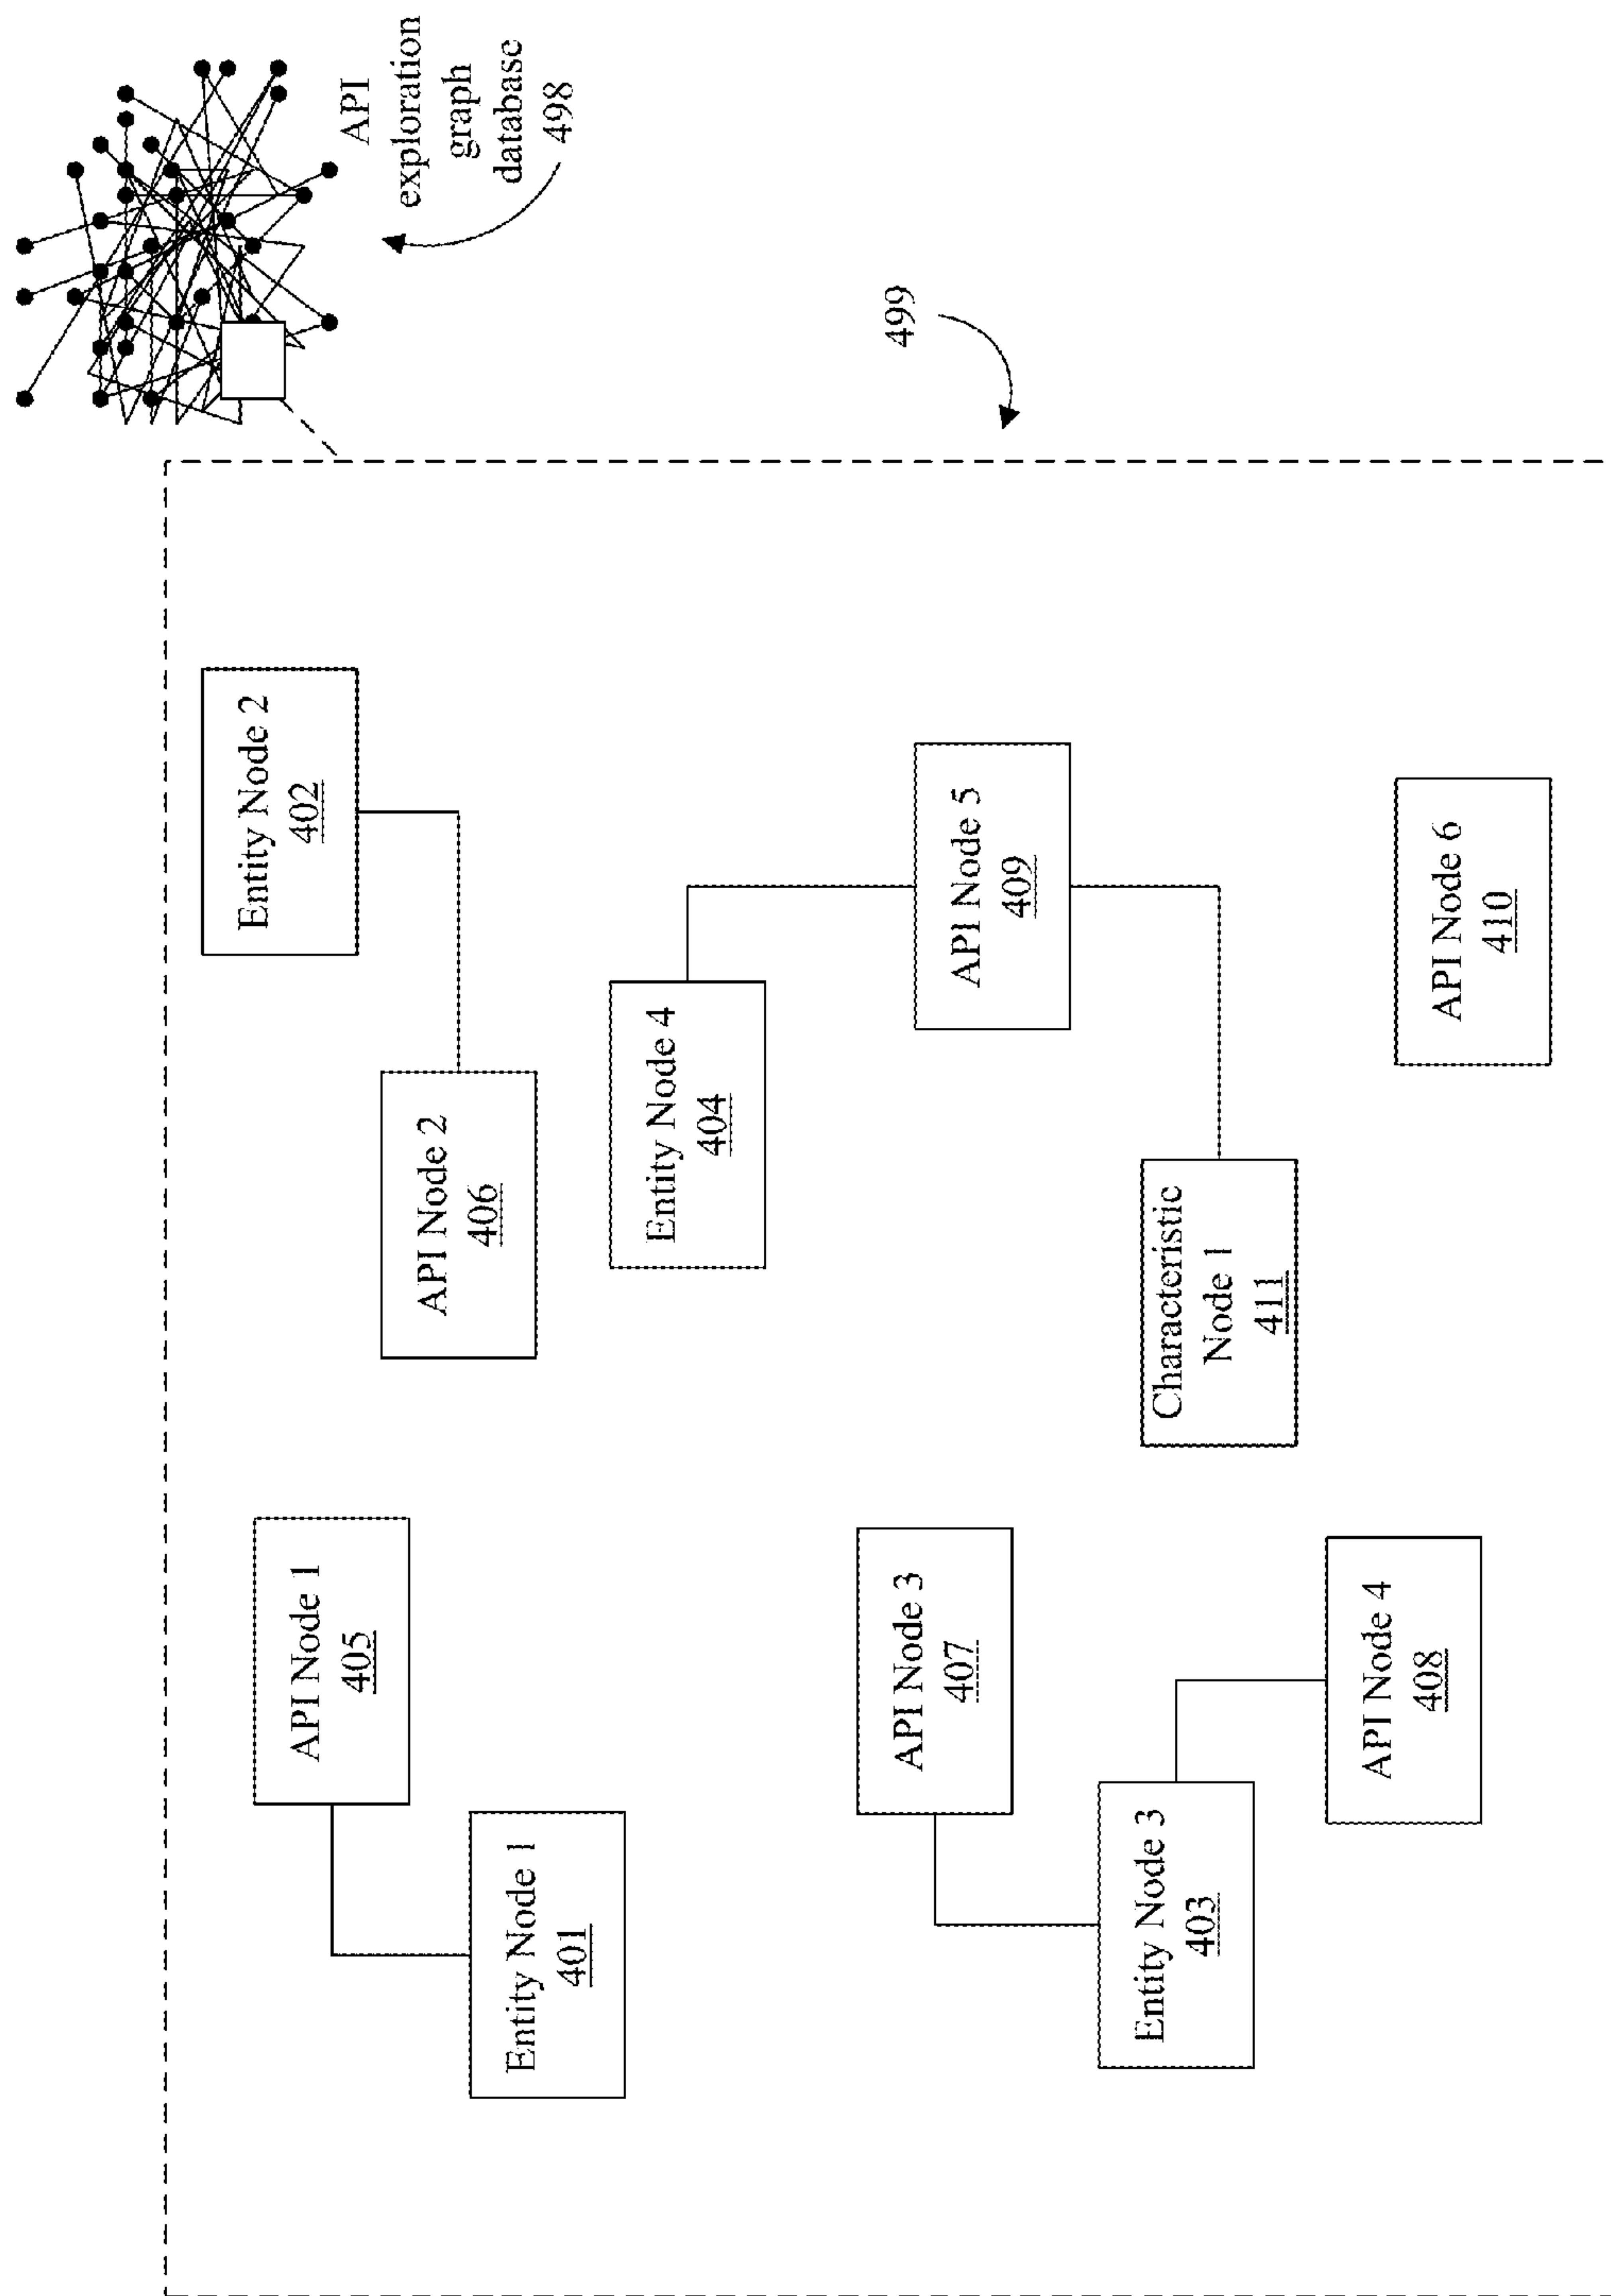 API
exploration
graph
database
498
499
Entity Node 2
402
API Node 1
405
API Node 2
406
Entity Node 1
401
Entity Node 4
404
API Node 5
409
API Node 3
407
Entity Node 3
403
Characteristic
Node 1
411
API Node 4
408
API Node 6
410